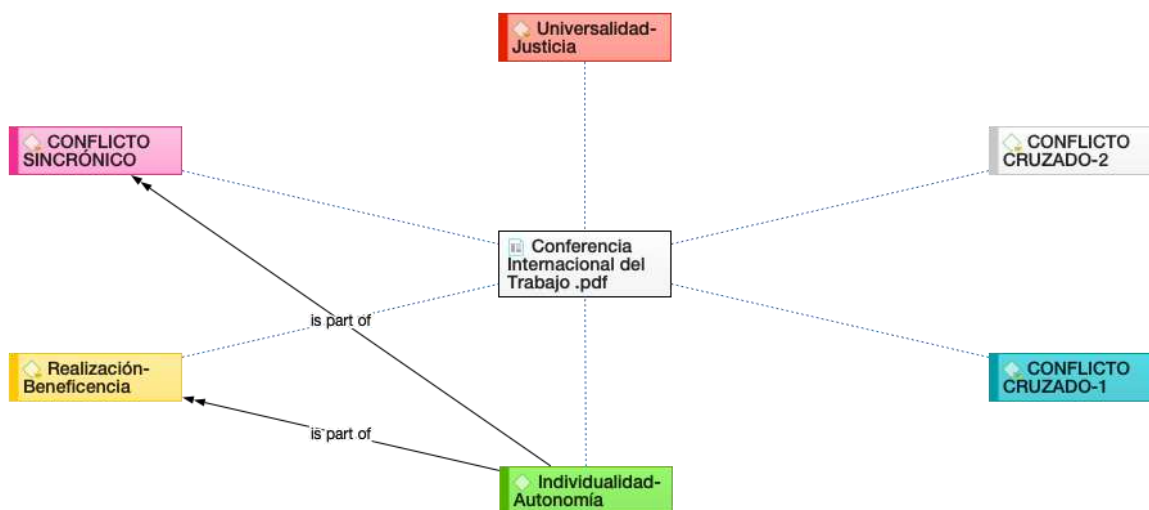 Universalidad-
Justicia
CONFLICTO
SINCRÓNICO
CONFLICTO
CRUZADO-2
Conferencia
Internacional del
Trabajo .pdf
is part of
Realización-
Beneficencia
CONFLICTO
CRUZADO-1
is part of
Individualidad-
Autonomía